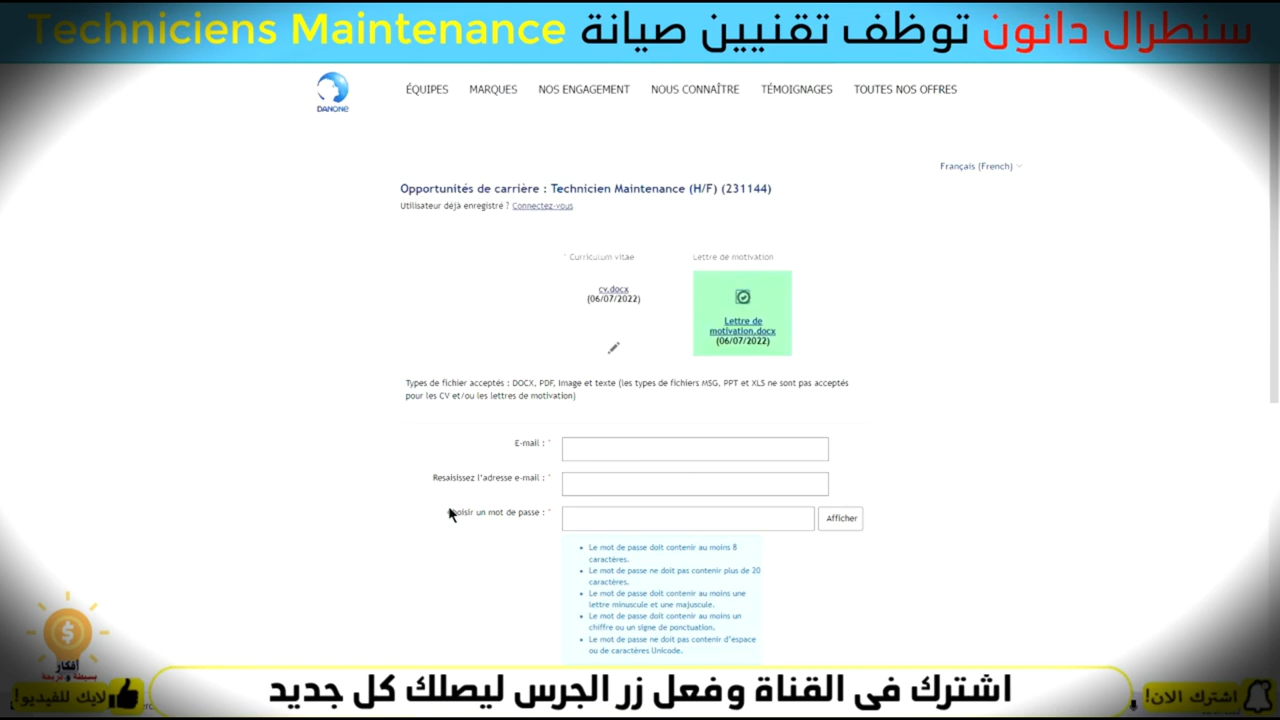 سنطرال دانون توظف تقنيين صيانة Techniciens Maintenance
DANONE
ÉQUIPES MARQUES NOS ENGAGEMENT NOUS CONNAÎTRE TÉMOIGNAGES TOUTES NOS OFFRES
Français (French)
Opportunités de carrière : Technicien Maintenance (H/F) (231144)
Utilisateur déjà enregistré ? Connectez-vous
* Curriculum vitae Lettre de motivation
cv.docx
(06/07/2022)
Lettre de
motivation.docx
(06/07/2022)
Types de fichier acceptés : DOCX, PDF, Image et texte (les types de fichiers MSG, PPT et XLS ne sont pas acceptés
pour les CV et/ou les lettres de motivation)
E-mail : *
Resaisissez l'adresse e-mail : *
Choisir un mot de passe : *
Afficher
• Le mot de passe doit contenir au moins 8
caractères.
• Le mot de passe ne doit pas contenir plus de 20
caractères.
• Le mot de passe doit contenir au moins une
lettre minuscule et une majuscule.
• Le mot de passe doit contenir au moins un
chiffre ou un signe de ponctuation.
• Le mot de passe ne doit pas contenir d'espace
ou de caractères Unicode.
أفكار
بسيطة و مربحة
لايك للفيديو!
اشترك في القناة وفعل زر الجرس ليصلك كل جديد
اشترك الان!